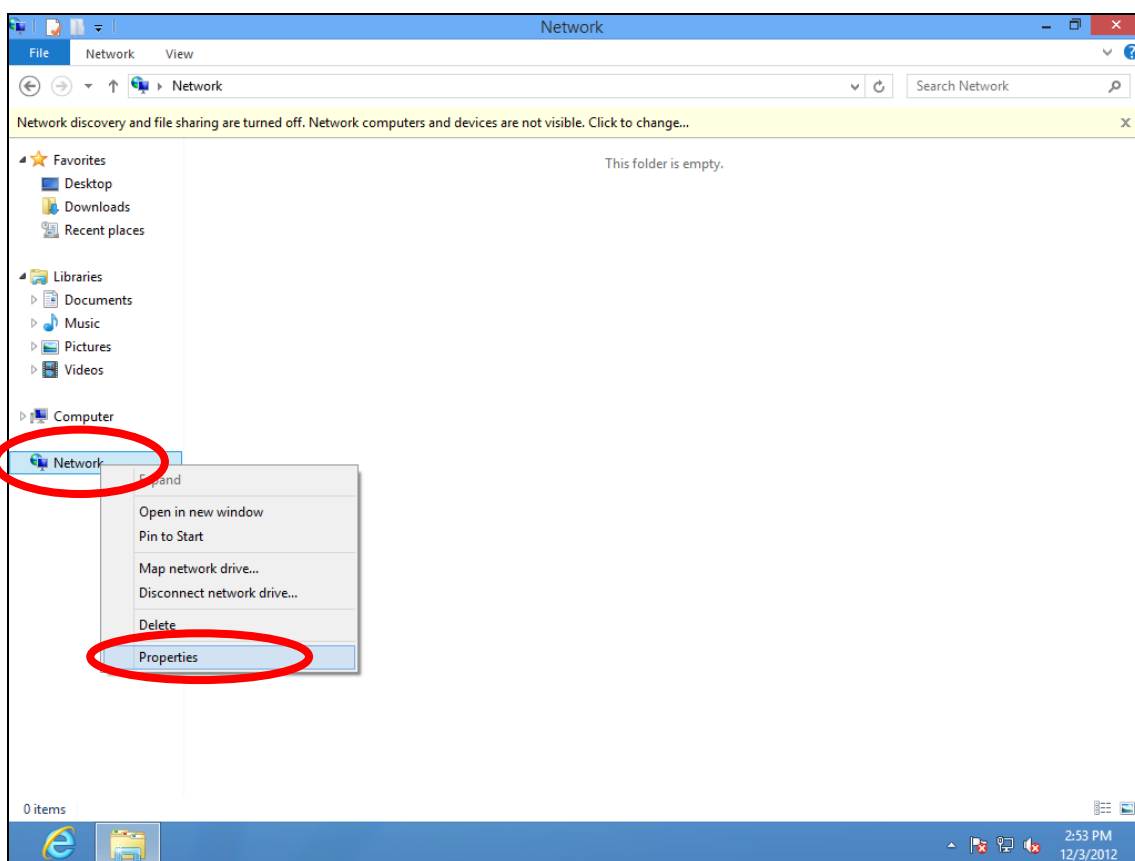 Network
File Network View
Network
Search Network
Network discovery and file sharing are turned off. Network computers and devices are not visible. Click to change...
This folder is empty.
Favorites
Desktop
Downloads
Recent places
Libraries
Documents
Music
Pictures
Videos
Computer
Network
Expand
Open in new window
Pin to Start
Map network drive...
Disconnect network drive...
Delete
Properties
0 items
2:53 PM
12/3/2012